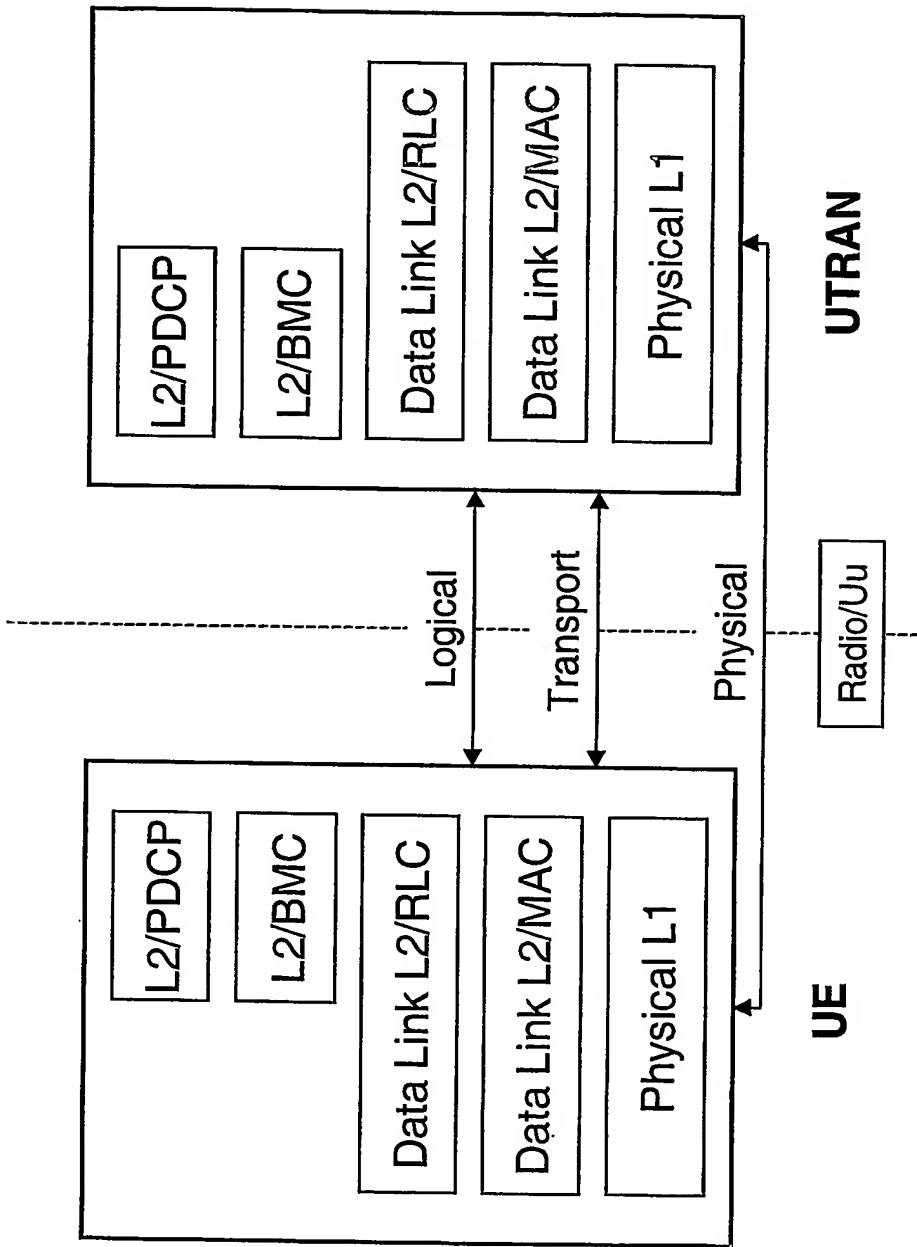 L2/PDCP
L2/BMC
Data Link L2/RLC
Data Link L2/MAC
Physical L1
UE
Logical
Transport
Physical
Radio/Uu
L2/PDCP
L2/BMC
Data Link L2/RLC
Data Link L2/MAC
Physical L1
UTRAN